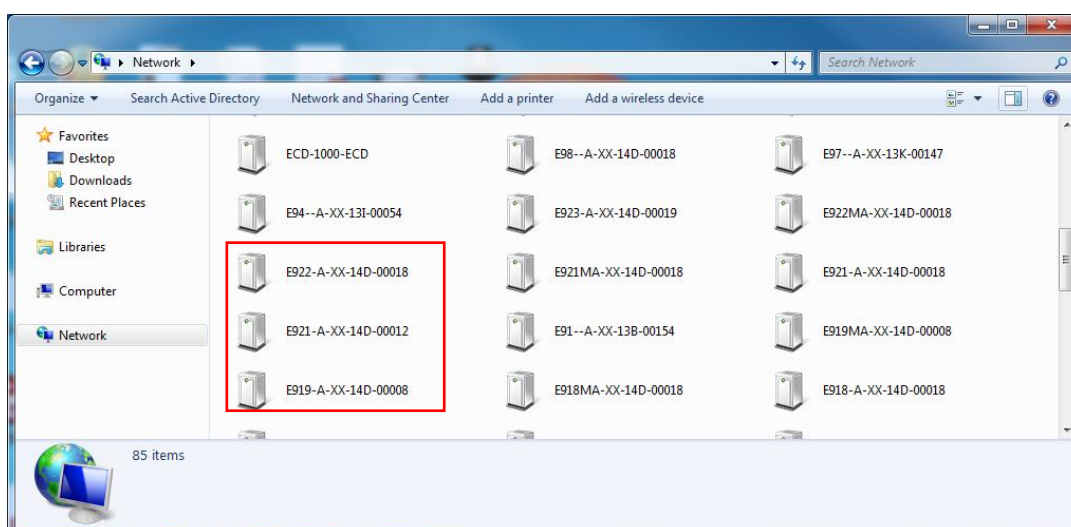 Network
Search Network
Organize Search Active Directory Network and Sharing Center Add a printer Add a wireless device
Favorites
Desktop
Downloads
Recent Places
Libraries
Computer
Network
ECD-1000-ECD E98--A-XX-14D-00018 E97--A-XX-13K-00147
E94--A-XX-13I-00054 E923-A-XX-14D-00019 E922MA-XX-14D-00018
E922-A-XX-14D-00018 E921MA-XX-14D-00018 E921-A-XX-14D-00018
E921-A-XX-14D-00012 E91--A-XX-13B-00154 E919MA-XX-14D-00008
E919-A-XX-14D-00008 E918MA-XX-14D-00018 E918-A-XX-14D-00018
85 items